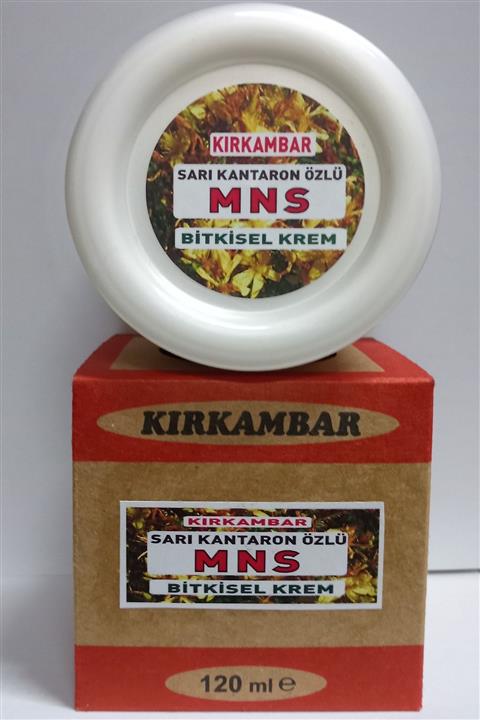 KIRKAMBAR
SARI KANTARON ÖZLÜ
MNS
BİTKİSEL KREM
KIRKAMBAR
KIRKAMBAR
SARI KANTARON ÖZLÜ
MNS
BİTKİSEL KREM
120 ml ℮